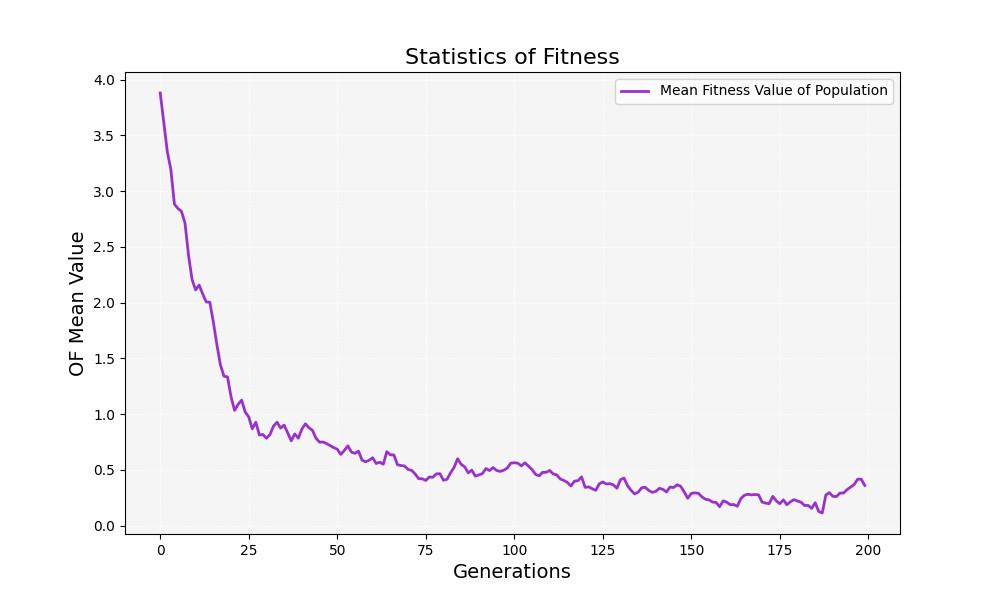 Statistics of Fitness
Mean Fitness Value of Population
OF Mean Value
4.0
3.5
3.0
2.5
2.0
1.5
1.0
0.5
0.0
0 25 50 75 100 125 150 175 200
Generations